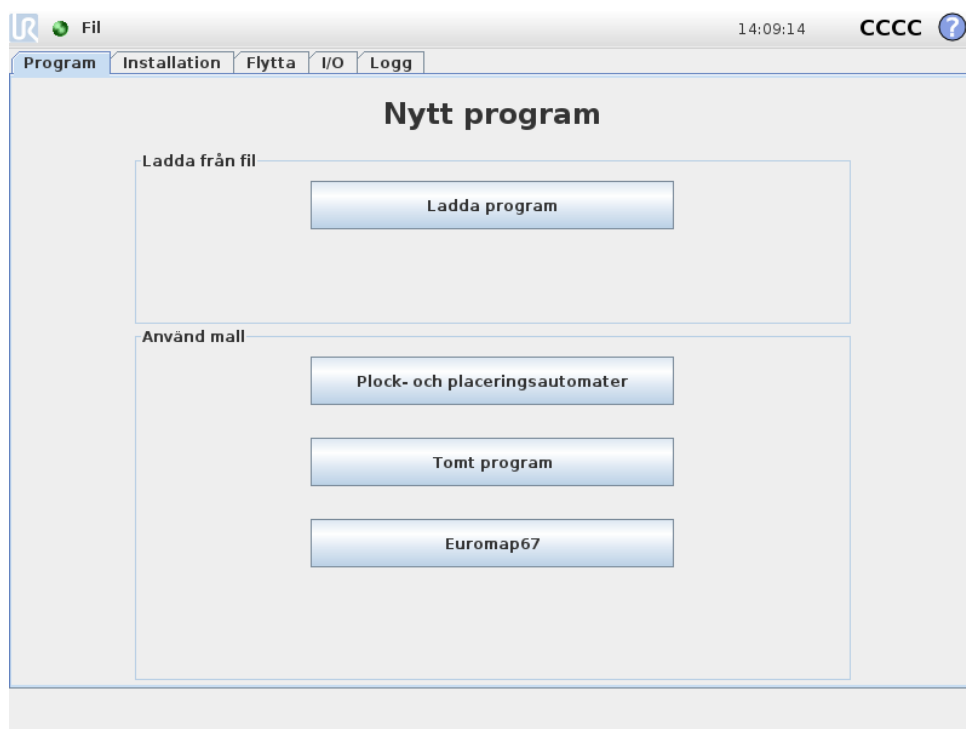 UR Fil 14:09:14 CCCC ?
Program Installation Flytta I/O Logg
Nytt program
Ladda från fil
Ladda program
Använd mall
Plock- och placeringsautomater
Tomt program
Euromap67